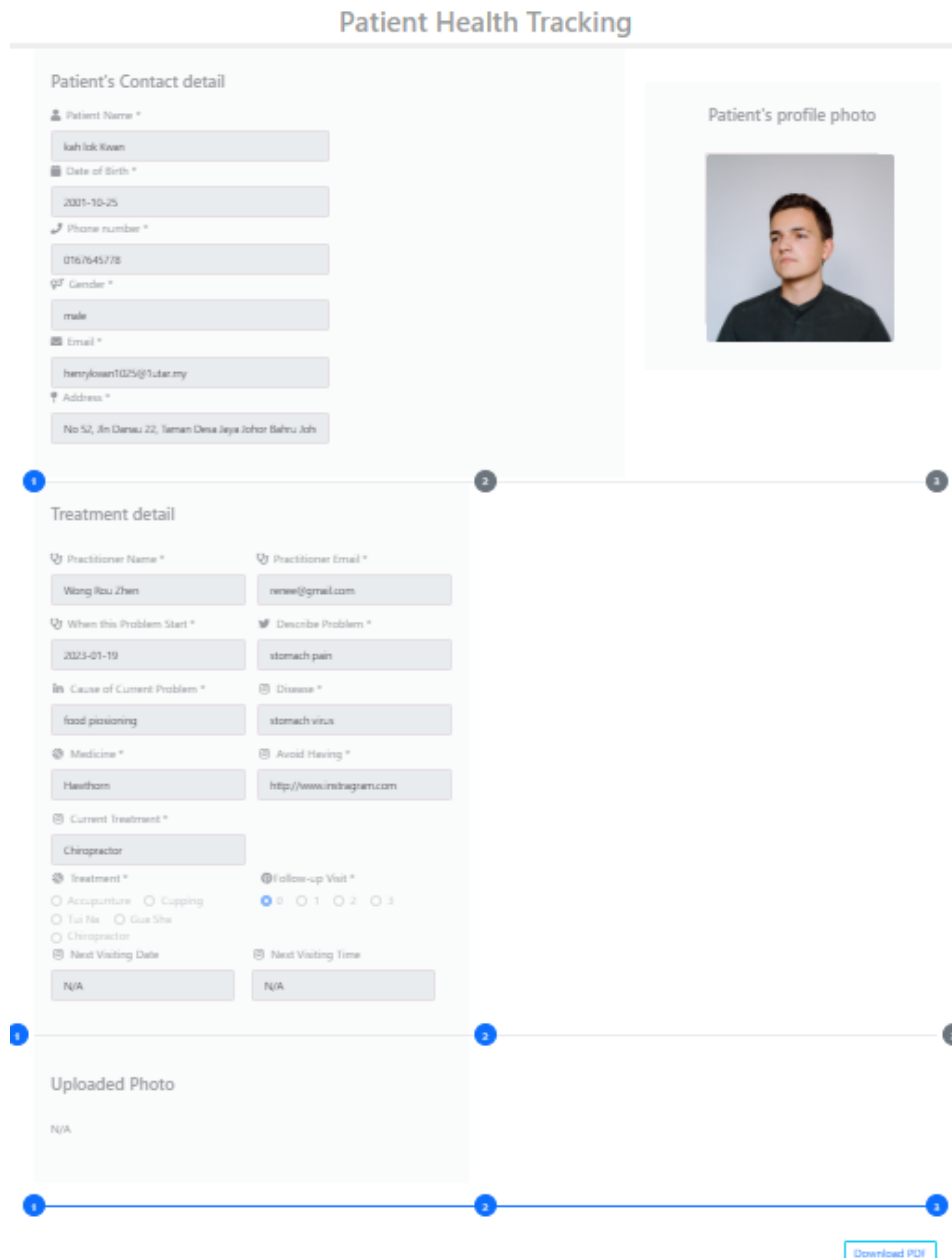 Patient Health Tracking
Patient's Contact detail
Patient's profile photo
Patient Name *
kah lok Kwan
Date of Birth *
2001-10-25
Phone number *
0167645778
Gender *
male
Email *
henrykwan1025@1utar.my
Address *
No 52, Jln Danau 22, Taman Desa Jaya Johor Bahru Joh
1 2 3
Treatment detail
Practitioner Name * Practitioner Email *
Wong Rou Zhen renee@gmail.com
When this Problem Start * Describe Problem *
2023-01-19 stomach pain
Cause of Current Problem * Disease *
food piosioning stomach virus
Medicine * Avoid Having *
Hawthorn http://www.instragram.com
Current Treatment *
Chiropractor
Treatment * Follow-up Visit *
Accupunture Cupping 0 1 2 3
Tui Na Gua Sha
Chiropractor
Next Visiting Date Next Visiting Time
N/A N/A
1 2
Uploaded Photo
N/A
1 2 3
Download PDF